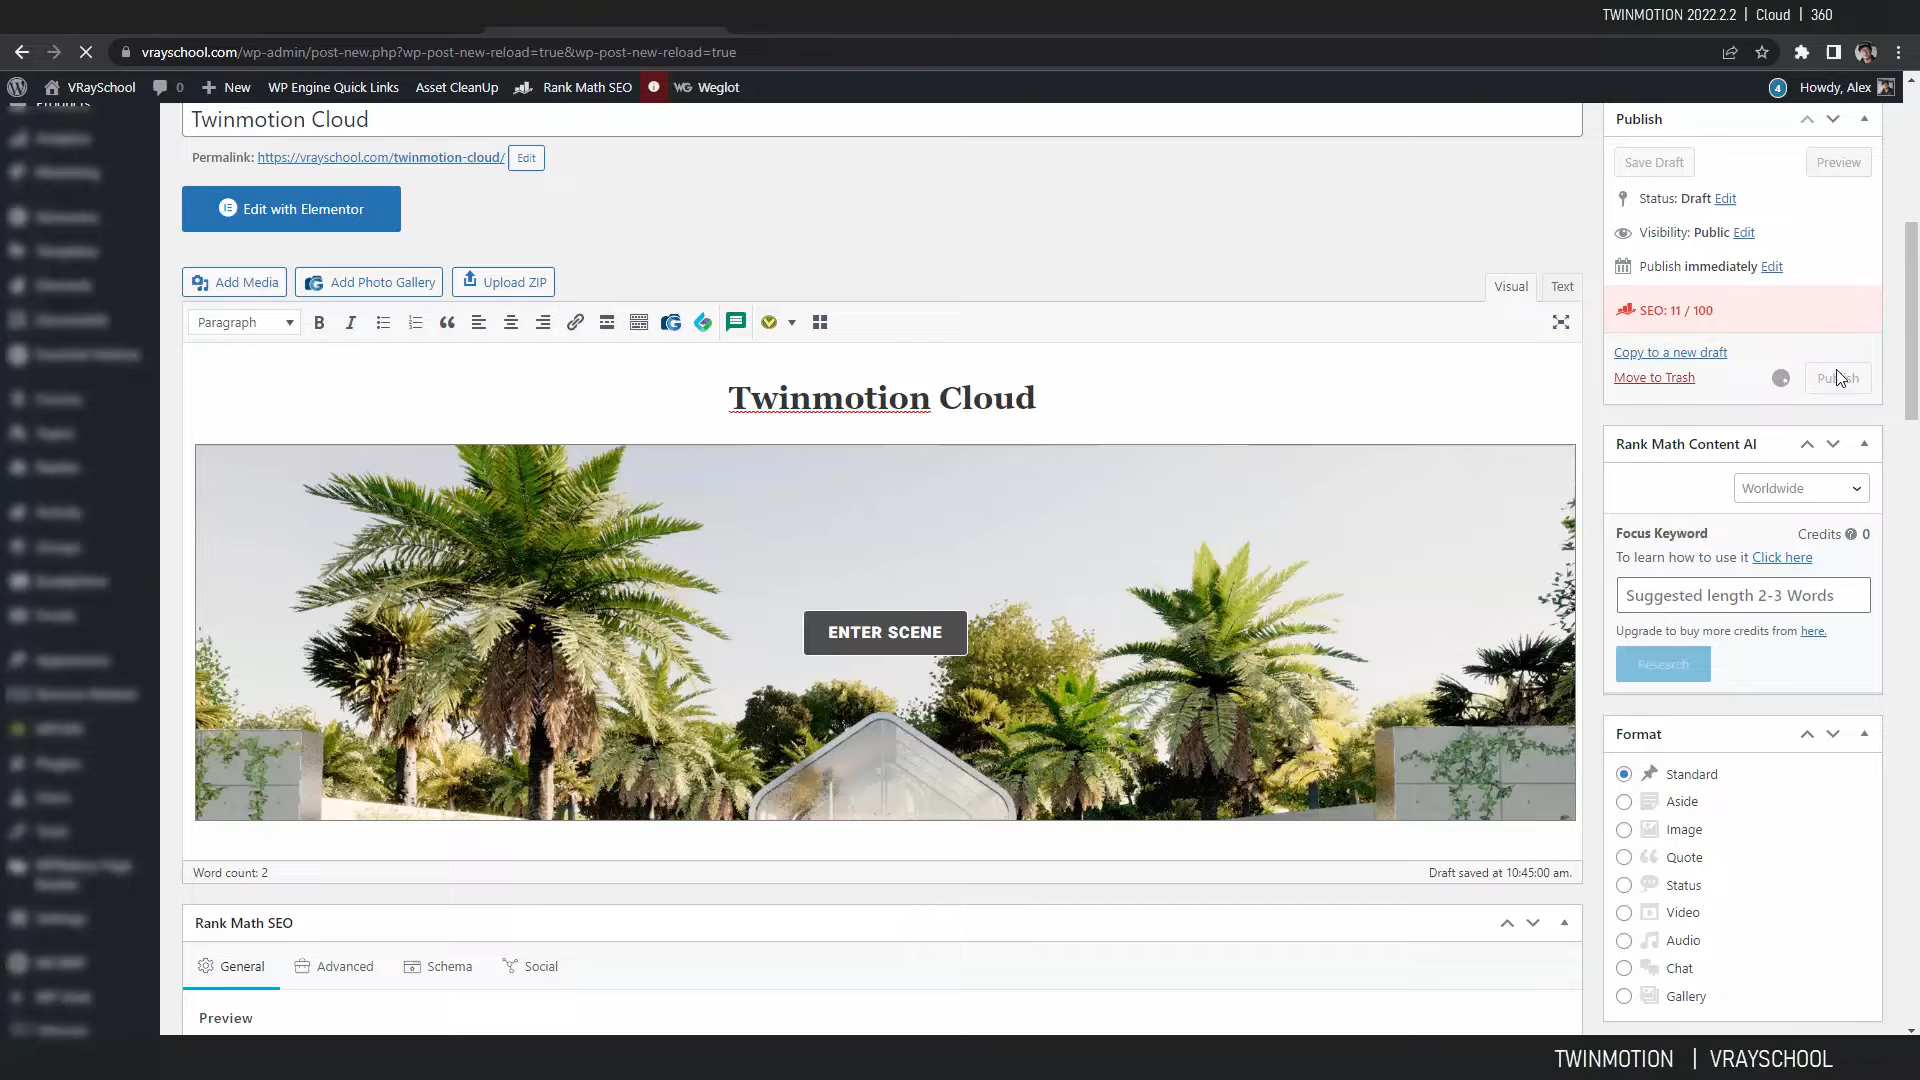 TWINMOTION 2022.2.2 | Cloud | 360
vrayschool.com/wp-admin/post-new.php?wp-post-new-reload=true&wp-post-new-reload=true
VRaySchool 0 New WP Engine Quick Links Asset CleanUp Rank Math SEO WG Weglot 4 Howdy, Alex
Twinmotion Cloud
Permalink: https://vrayschool.com/twinmotion-cloud/ Edit
Edit with Elementor
Add Media Add Photo Gallery Upload ZIP
Visual Text
Paragraph
Twinmotion Cloud
ENTER SCENE
Word count: 2
Draft saved at 10:45:00 am.
Rank Math SEO
General Advanced Schema Social
Preview
Publish
Save Draft Preview
Status: Draft Edit
Visibility: Public Edit
Publish immediately Edit
SEO: 11 / 100
Copy to a new draft
Move to Trash Publish
Rank Math Content AI
Worldwide
Focus Keyword Credits 0
To learn how to use it Click here
Suggested length 2-3 Words
Upgrade to buy more credits from here.
Research
Format
Standard
Aside
Image
Quote
Status
Video
Audio
Chat
Gallery
TWINMOTION | VRAYSCHOOL